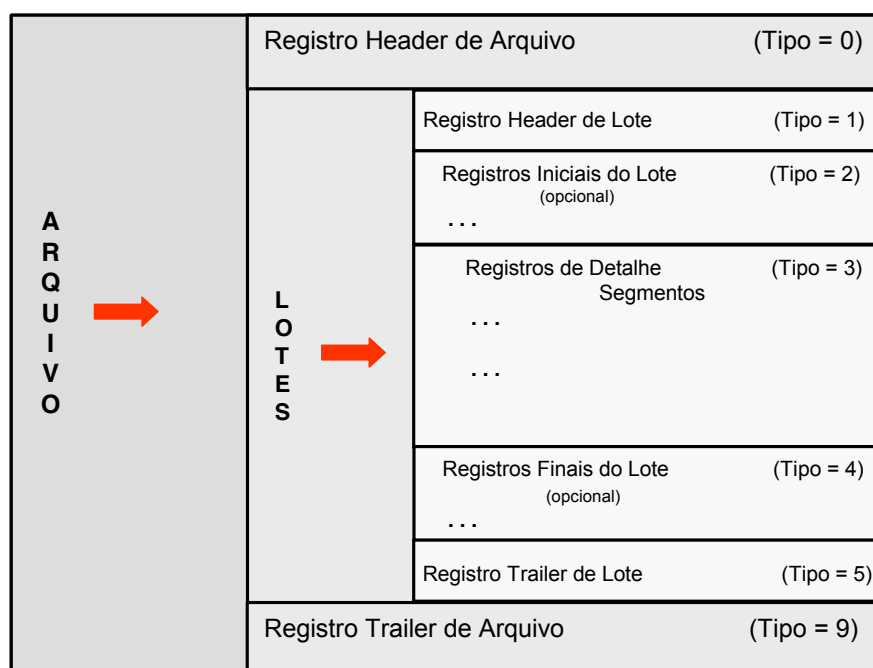 Registro Header de Arquivo (Tipo = 0)
ARQUIVO
LOTES
Registro Header de Lote (Tipo = 1)
Registros Iniciais do Lote (Tipo = 2)
(opcional)
...
Registros de Detalhe (Tipo = 3)
Segmentos
...
...
Registros Finais do Lote (Tipo = 4)
(opcional)
...
Registro Trailer de Lote (Tipo = 5)
Registro Trailer de Arquivo (Tipo = 9)